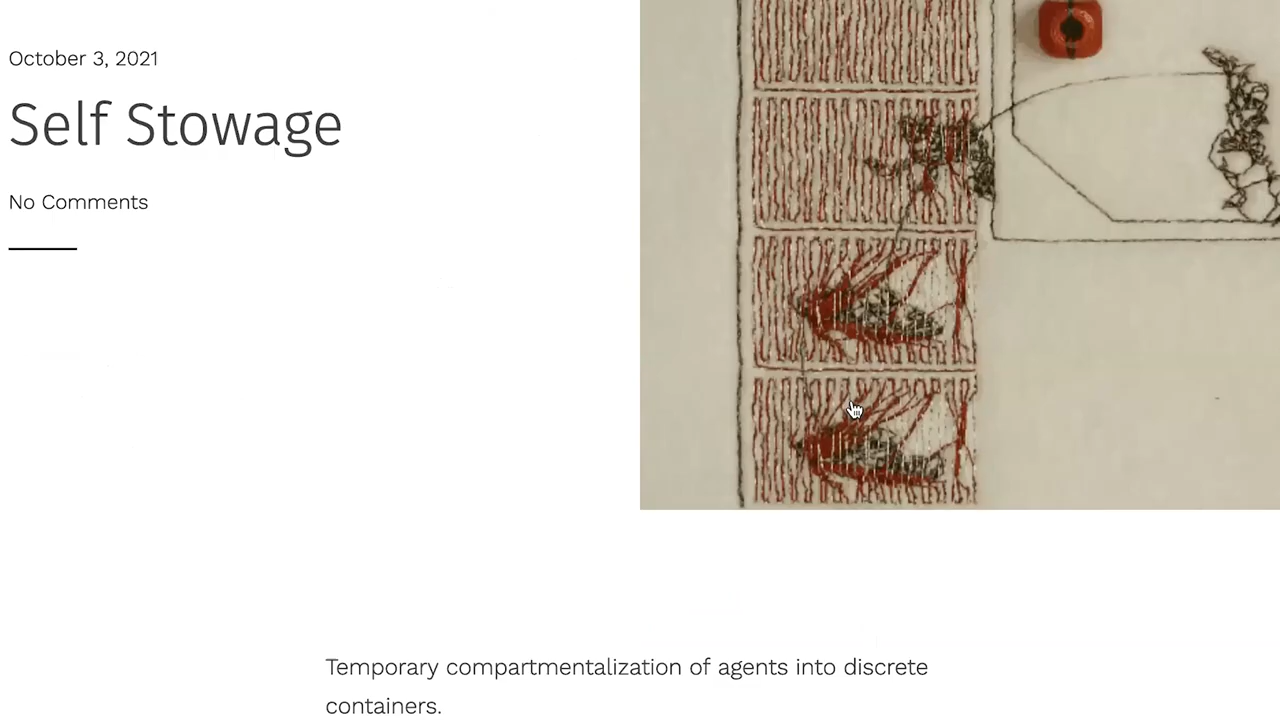 October 3, 2021
Self Stowage
No Comments
Temporary compartmentalization of agents into discrete
containers.